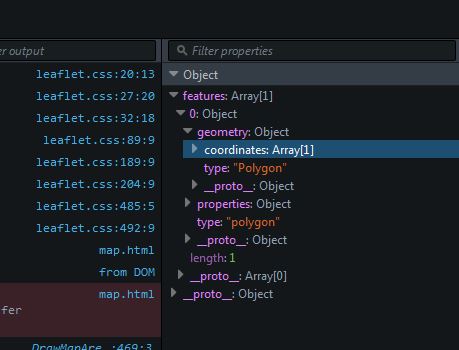 er output
leaflet.css:20:13
leaflet.css:27:20
leaflet.css:32:18
leaflet.css:89:9
leaflet.css:189:9
leaflet.css:204:9
leaflet.css:485:5
leaflet.css:492:9
map.html
from DOM
map.html
fer
DrawMapAre :469:3
Filter properties
Object
features: Array[1]
0: Object
geometry: Object
coordinates: Array[1]
type: "Polygon"
__proto__: Object
properties: Object
type: "polygon"
__proto__: Object
length: 1
__proto__: Array[0]
__proto__: Object